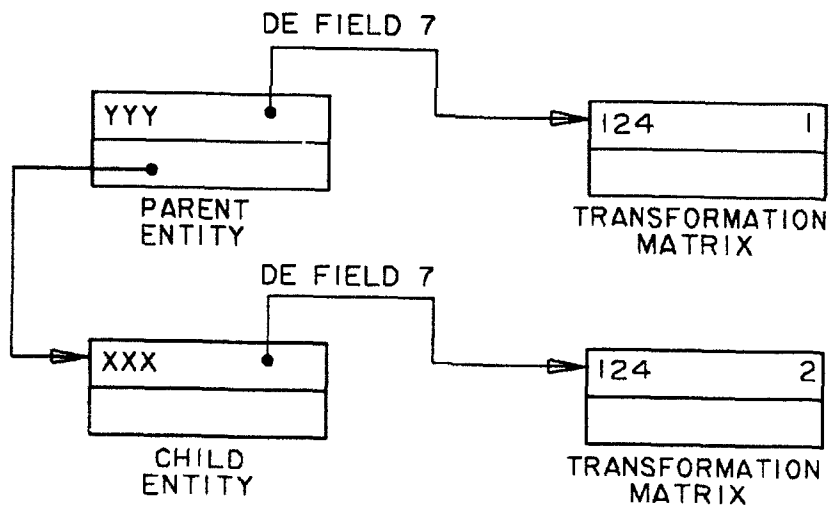 DE FIELD 7
YYY
124 1
PARENT
ENTITY
TRANSFORMATION
MATRIX
DE FIELD 7
XXX
124 2
CHILD
ENTITY
TRANSFORMATION
MATRIX